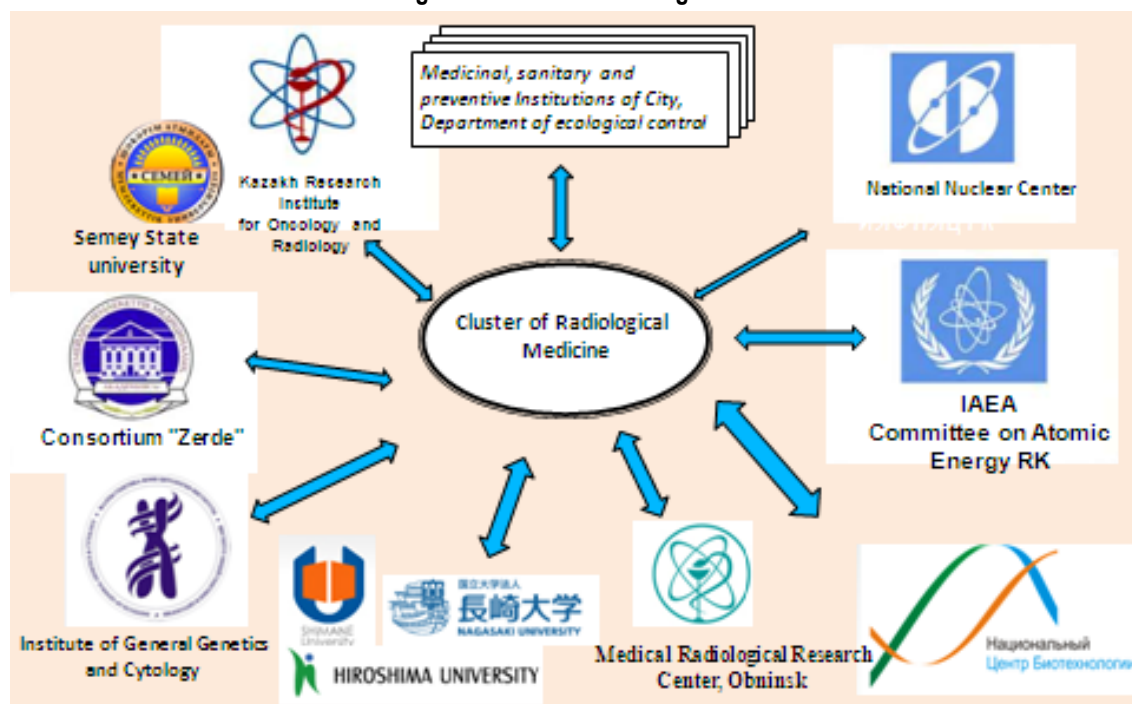 Medicinal, sanitary and
preventive Institutions of City,
Department of ecological control
Kazakh Research
Institute
for Oncology and
Radiology
National Nuclear Center
СЕМЕЙ
Semey State
university
Cluster of Radiological
Medicine
IAEA
Committee on Atomic
Energy RK
Consortium "Zerde"
Institute of General Genetics
and Cytology
SHIMANE
University
国立大学法人
長崎大学
NAGASAKI UNIVERSITY
HIROSHIMA UNIVERSITY
Medical Radiological Research
Center, Obninsk
Национальный
Центр Биотехнологии